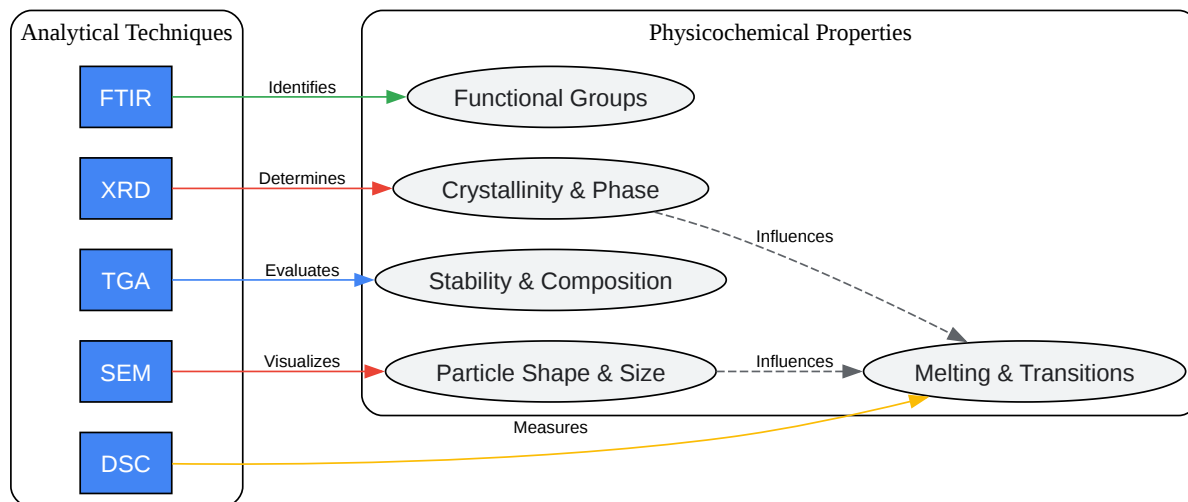 Analytical Techniques
Physicochemical Properties
FTIR
Identifies
Functional Groups
XRD
Determines
Crystallinity & Phase
Influences
TGA
Evaluates
Stability & Composition
SEM
Visualizes
Particle Shape & Size
Influences
Melting & Transitions
Measures
DSC